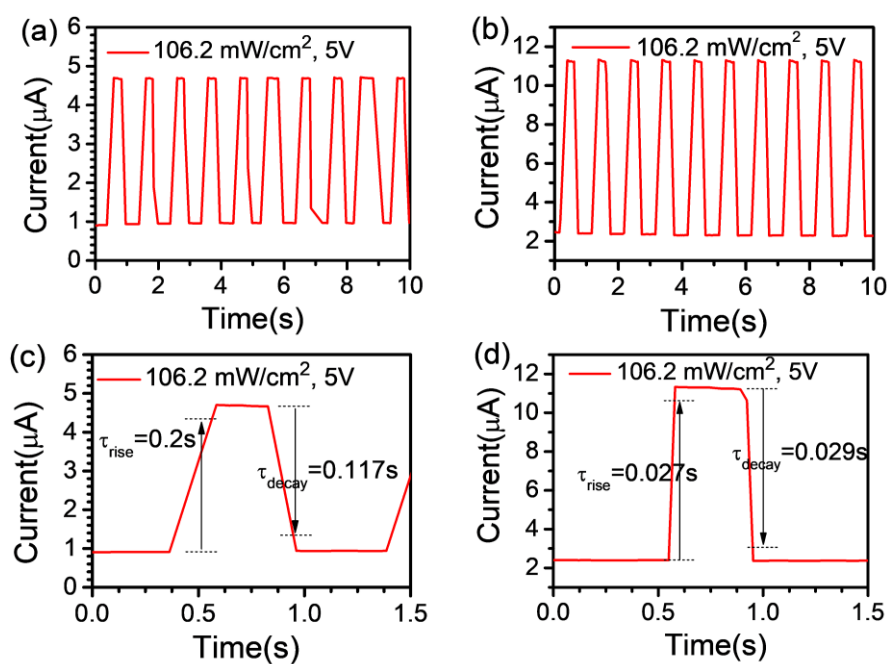 (a)
106.2 mW/cm², 5V
Current(μA)
6
5
4
3
2
1
0
0 2 4 6 8 10
Time(s)
(b)
106.2 mW/cm², 5V
Current(μA)
12
10
8
6
4
2
0 2 4 6 8 10
Time(s)
(c)
106.2 mW/cm², 5V
Current(μA)
6
5
4
3
2
1
0
τrise=0.2s
τdecay=0.117s
0.0 0.5 1.0 1.5
Time(s)
(d)
106.2 mW/cm², 5V
Current(μA)
12
10
8
6
4
2
τrise=0.027s
τdecay=0.029s
0.0 0.5 1.0 1.5
Time(s)